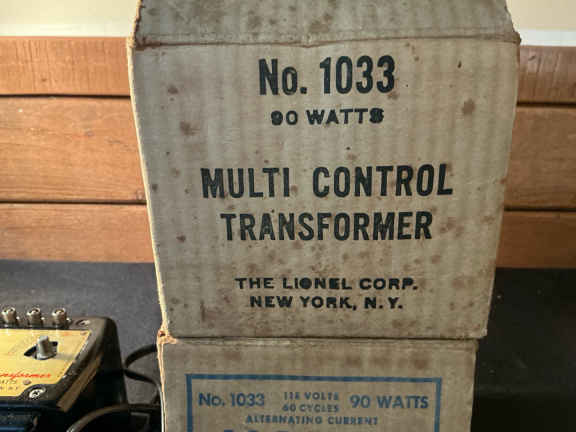 No. 1033
90 WATTS
MULTI CONTROL
TRANSFORMER
THE LIONEL CORP.
NEW YORK, N.Y.
No. 1033 115 VOLTS 90 WATTS
60 CYCLES
ALTERNATING CURRENT